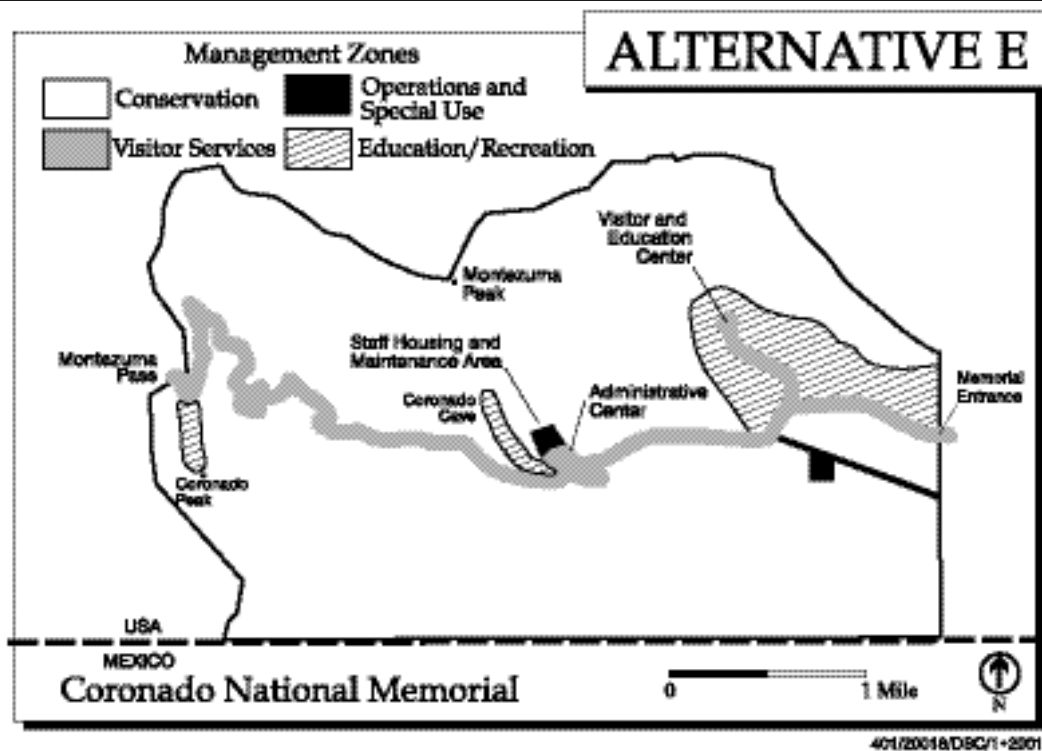 ALTERNATIVE E
Management Zones
Conservation
Operations and
Special Use
Visitor Services
Education/Recreation
Visitor and
Education
Center
Montezuma
Peak
Staff Housing and
Maintenance Area
Montezuma
Pass
Coronado
Cave
Administrative
Center
Memorial
Entrance
Coronado
Peak
USA
MEXICO
Coronado National Memorial
0
1 Mile
N
401/20018/DSC/1-2001